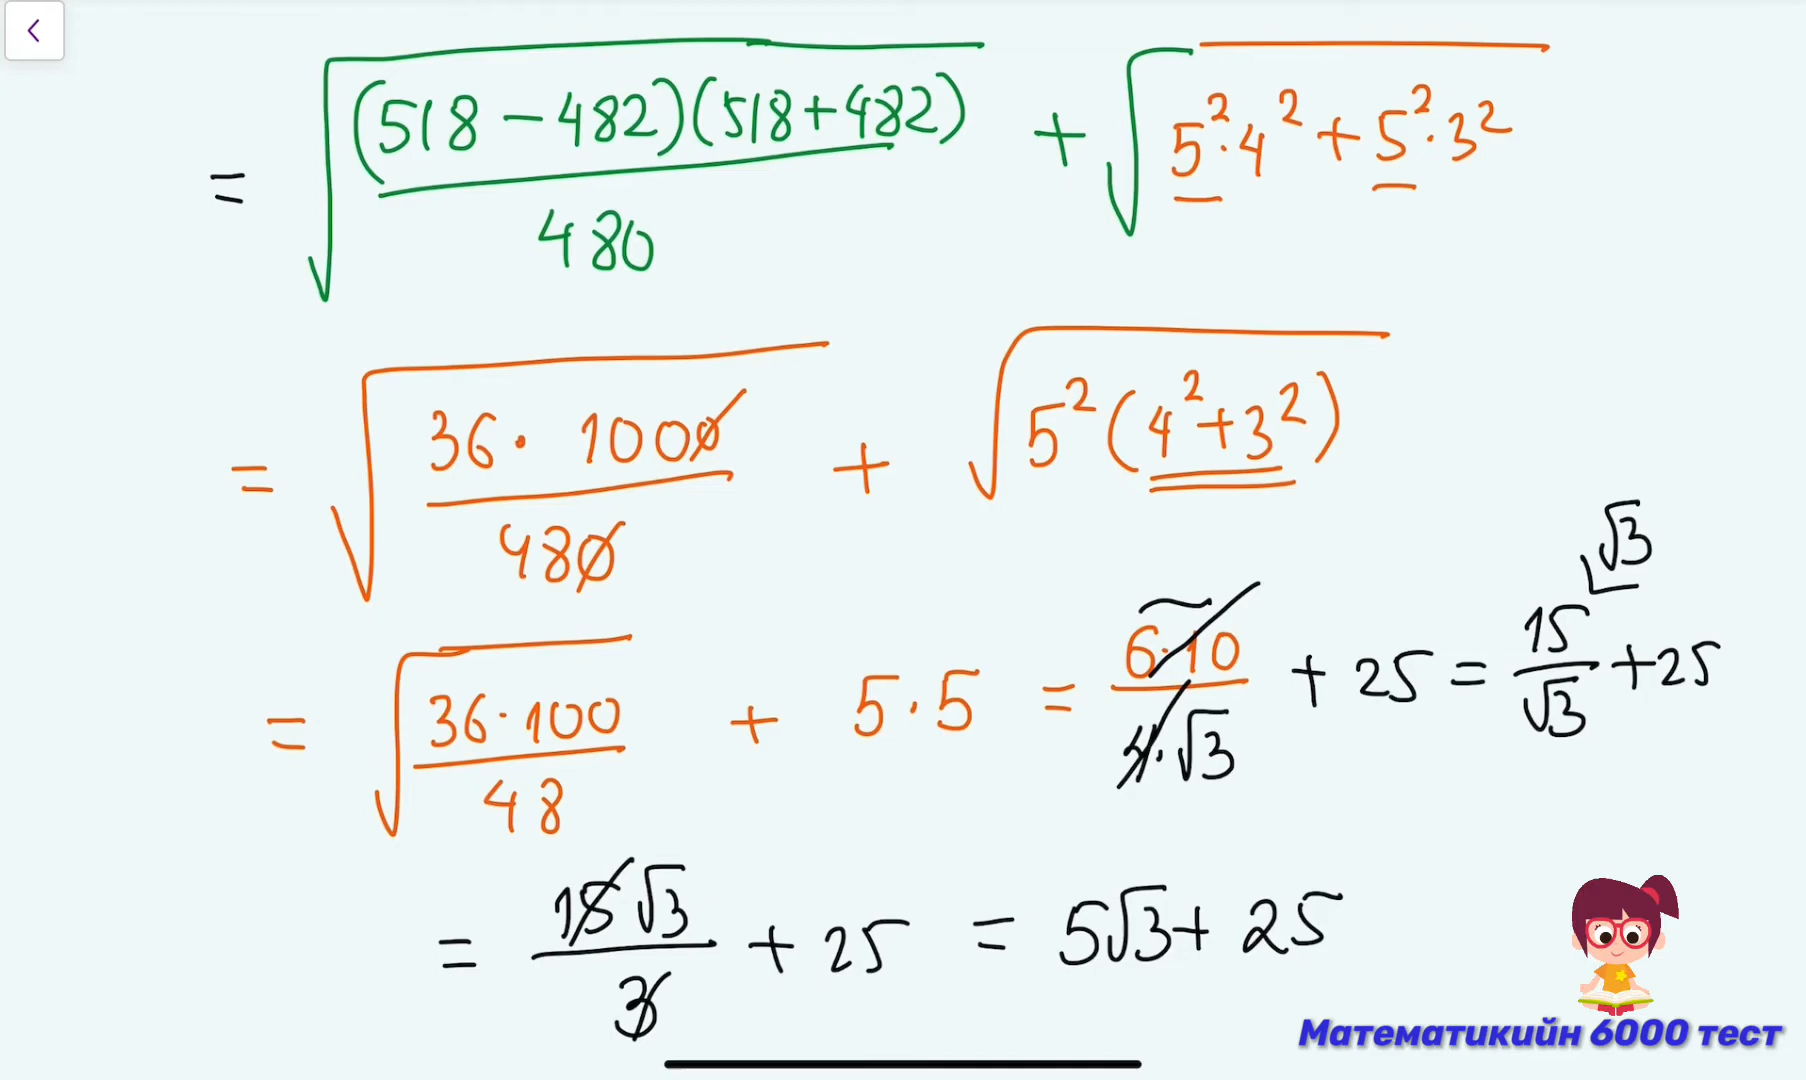 = √((518 − 482)(518 + 482) / 480) + √(5² · 4² + 5² · 3²)
= √(36 · 1000 / 480) + √(5²(4² + 3²))
√3
= √(36 · 100 / 48) + 5 · 5 = 6 · 10 / 4 · √3 + 25 = 15 / √3 + 25
= 15√3 / 3 + 25 = 5√3 + 25
Математикийн 6000 тест